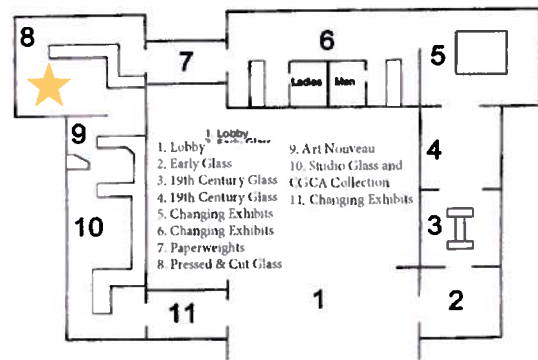 8
7
6
5
Ladies
Men
9
1. Lobby
1. Lobby
2. Early Glass
3. 19th Century Glass
4. 19th Century Glass
5. Changing Exhibits
6. Changing Exhibits
7. Paperweights
8. Pressed & Cut Glass
9. Art Nouveau
10. Studio Glass and
CGCA Collection
11. Changing Exhibits
4
10
3
11
1
2